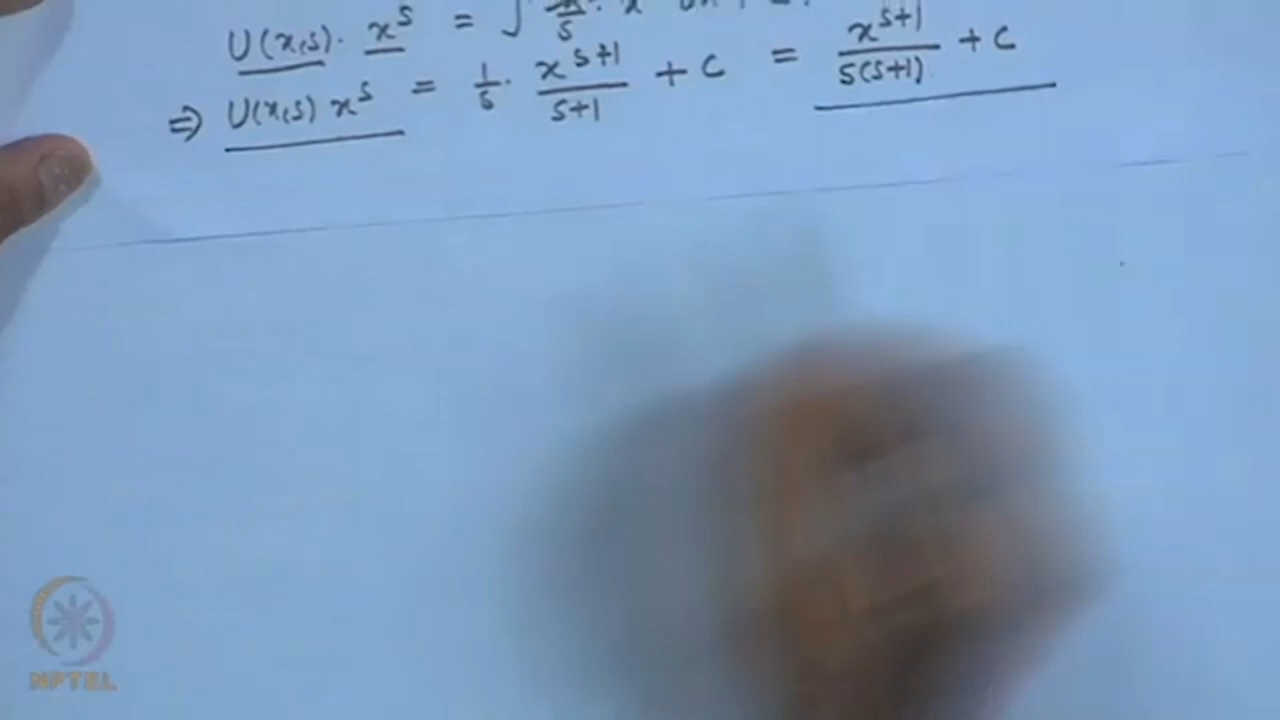 U(x,s) · x^s = ∫
⇒ U(x,s) x^s = 1/s · x^{s+1}/(s+1) + c = x^{s+1}/(s(s+1)) + c
NPTEL